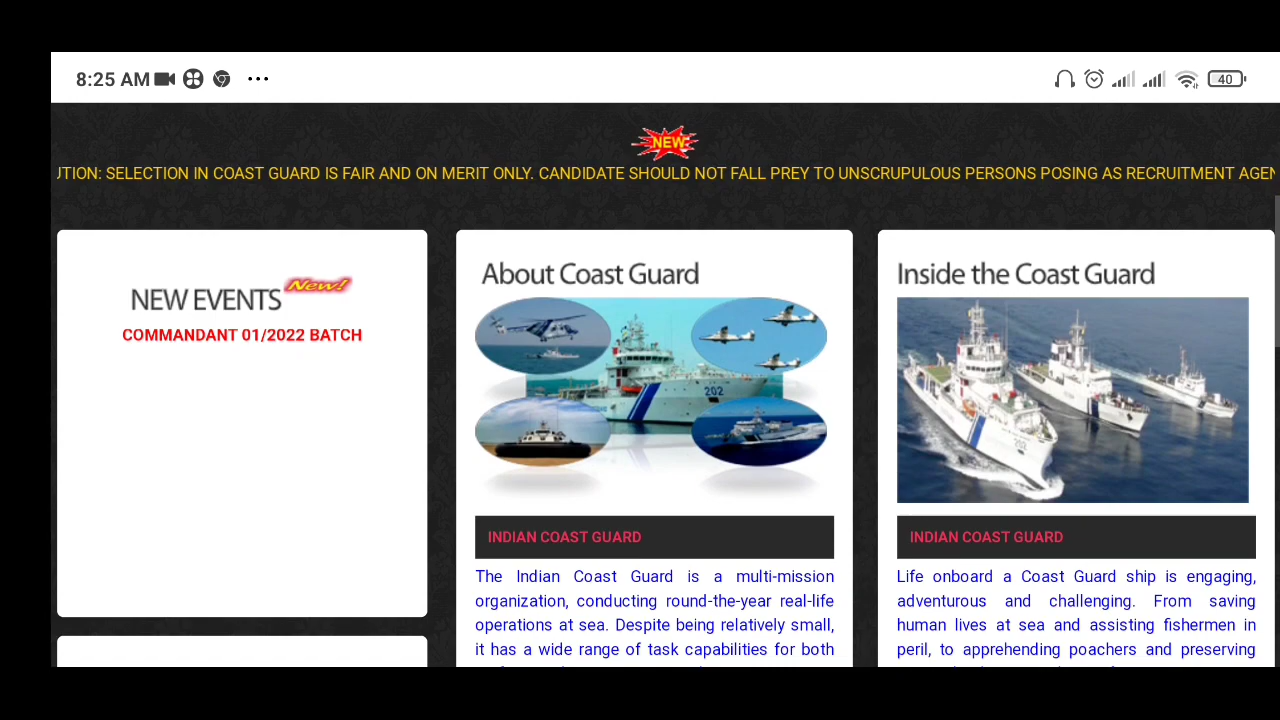 8:25 AM
40
NEW
UTION: SELECTION IN COAST GUARD IS FAIR AND ON MERIT ONLY. CANDIDATE SHOULD NOT FALL PREY TO UNSCRUPULOUS PERSONS POSING AS RECRUITMENT AGEN
NEW EVENTS New!
COMMANDANT 01/2022 BATCH
About Coast Guard
202
INDIAN COAST GUARD
The Indian Coast Guard is a multi-mission
organization, conducting round-the-year real-life
operations at sea. Despite being relatively small,
it has a wide range of task capabilities for both
Inside the Coast Guard
202
INDIAN COAST GUARD
Life onboard a Coast Guard ship is engaging,
adventurous and challenging. From saving
human lives at sea and assisting fishermen in
peril, to apprehending poachers and preserving